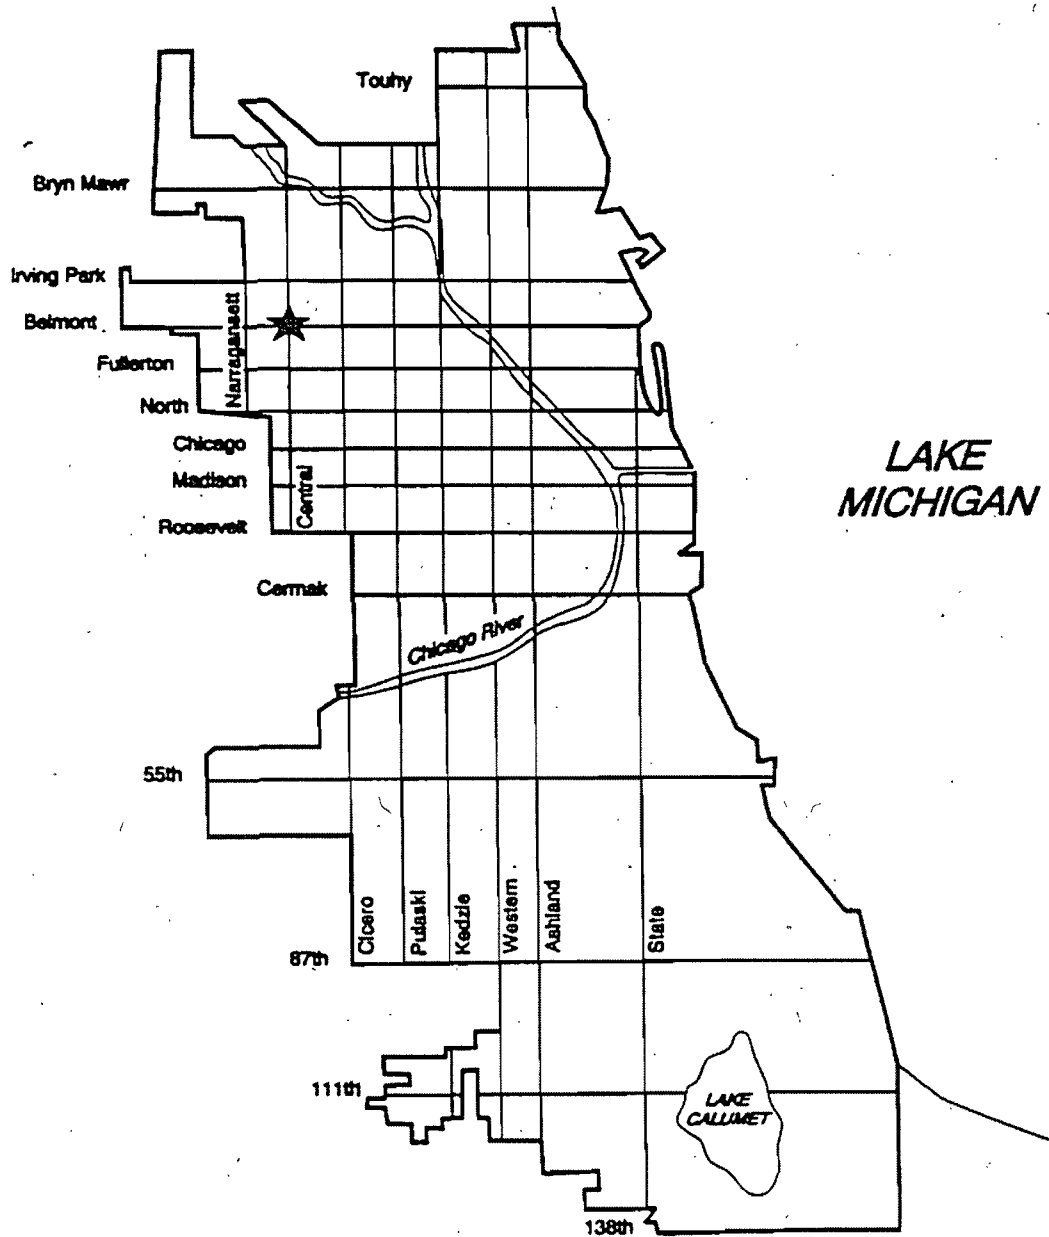 Touhy
Bryn Mawr
Irving Park
Belmont
Narragansett
Fullerton
North
Chicago
LAKE
MICHIGAN
Madison
Central
Roosevelt
Cermak
Chicago River
55th
Cicero
Pulaski
Kedzie
Western
Ashland
State
87th
111th
LAKE
CALUMET
138th